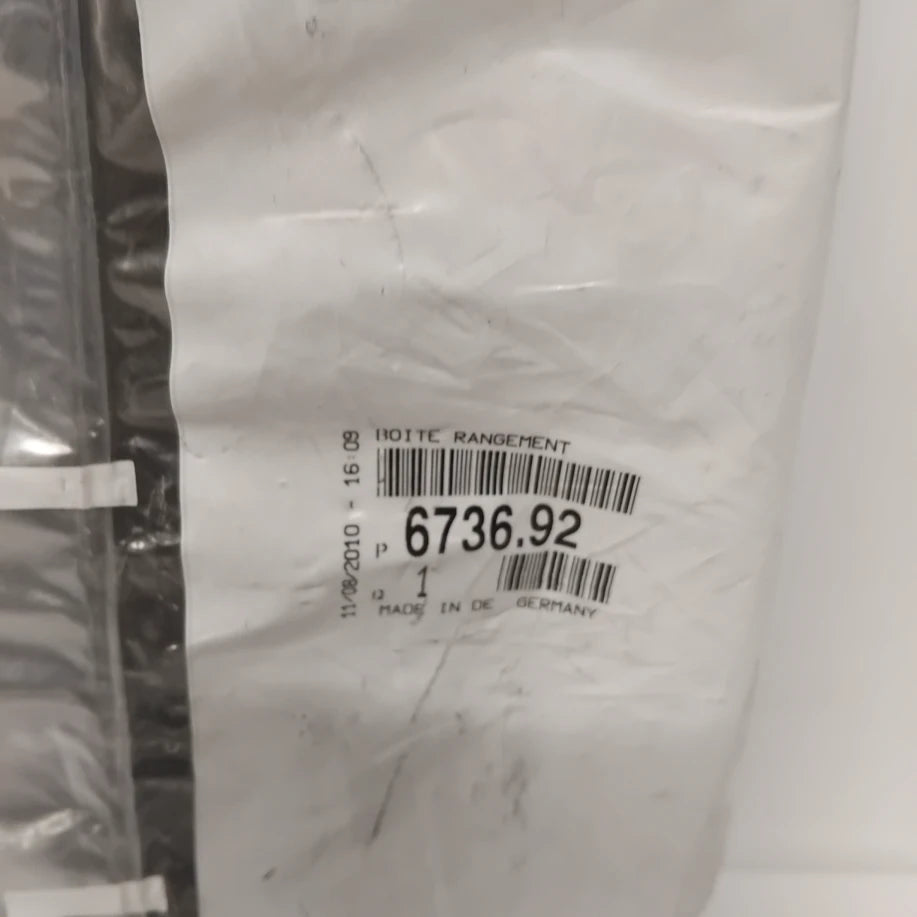 BOITE RANGEMENT
P 6736.92
Q 1
MADE IN DE GERMANY
11/08/2010 - 16:09